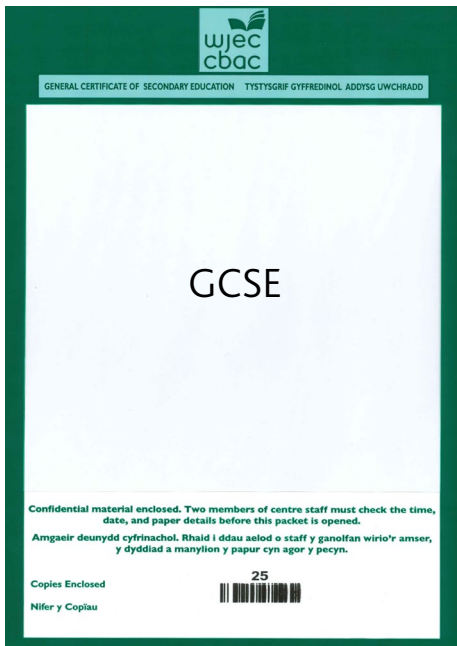 wjec
cbac
GENERAL CERTIFICATE OF SECONDARY EDUCATION TYSTYSGRIF GYFFREDINOL ADDYSG UWCHRADD
GCSE
Confidential material enclosed. Two members of centre staff must check the time,
date, and paper details before this packet is opened.
Amgaeir deunydd cyfrinachol. Rhaid i ddau aelod o staff y ganolfan wirio'r amser,
y dyddiad a manylion y papur cyn agor y pecyn.
25
Copies Enclosed
Nifer y Copïau